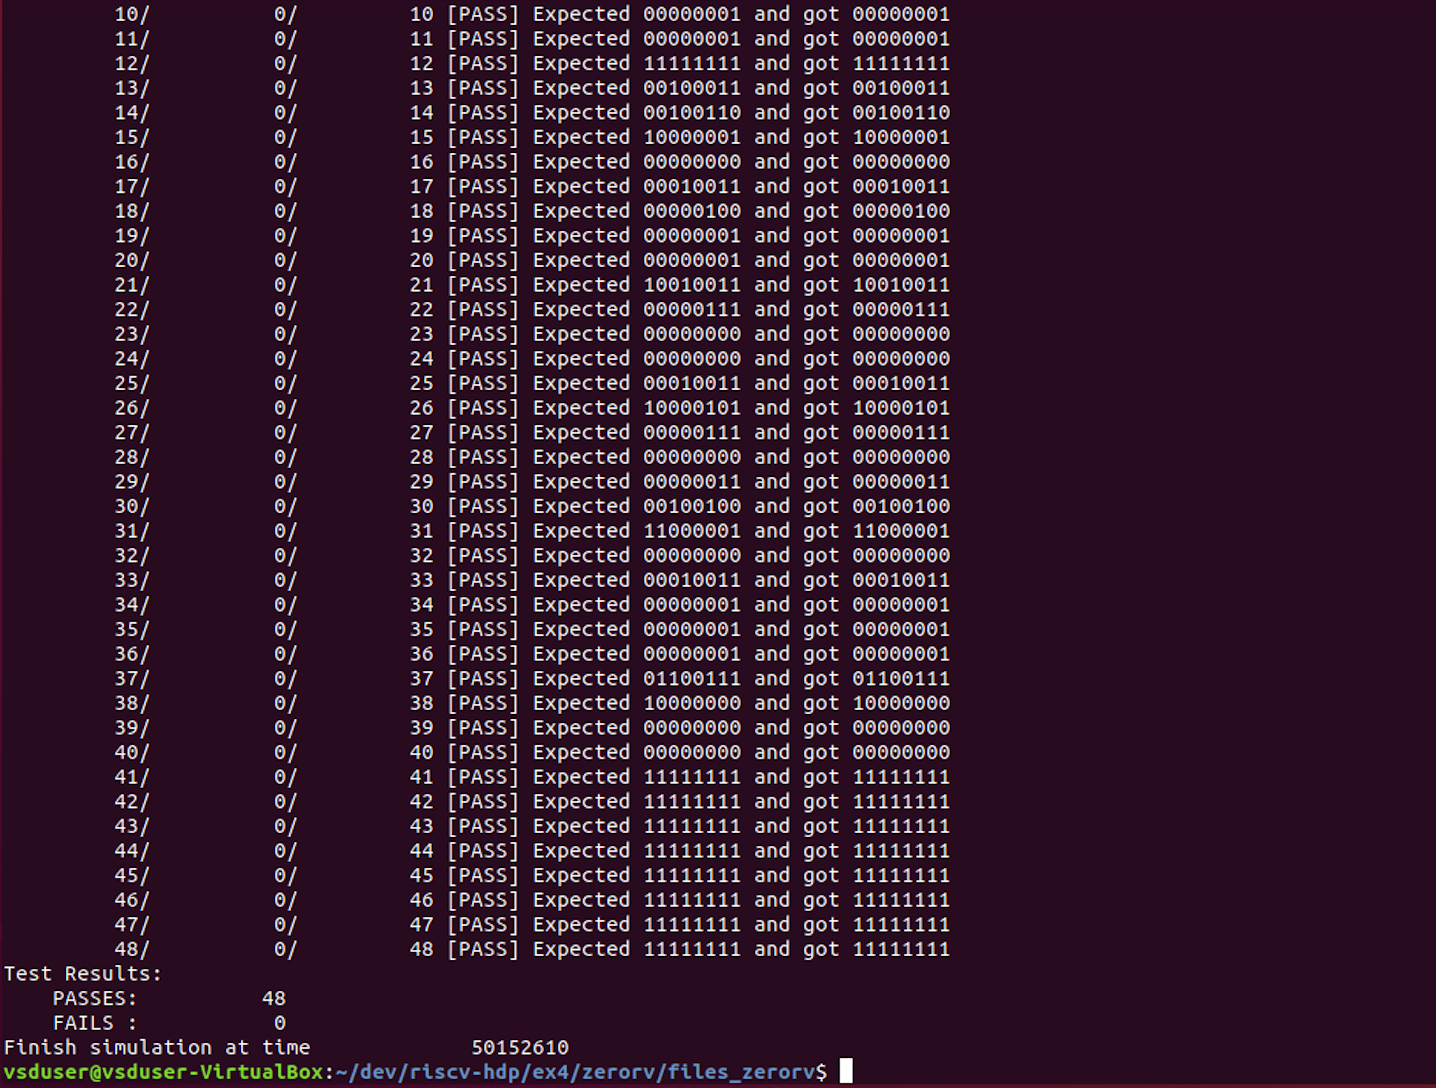 10/          0/         10 [PASS] Expected 00000001 and got 00000001
11/          0/         11 [PASS] Expected 00000001 and got 00000001
12/          0/         12 [PASS] Expected 11111111 and got 11111111
13/          0/         13 [PASS] Expected 00100011 and got 00100011
14/          0/         14 [PASS] Expected 00100110 and got 00100110
15/          0/         15 [PASS] Expected 10000001 and got 10000001
16/          0/         16 [PASS] Expected 00000000 and got 00000000
17/          0/         17 [PASS] Expected 00010011 and got 00010011
18/          0/         18 [PASS] Expected 00000100 and got 00000100
19/          0/         19 [PASS] Expected 00000001 and got 00000001
20/          0/         20 [PASS] Expected 00000001 and got 00000001
21/          0/         21 [PASS] Expected 10010011 and got 10010011
22/          0/         22 [PASS] Expected 00000111 and got 00000111
23/          0/         23 [PASS] Expected 00000000 and got 00000000
24/          0/         24 [PASS] Expected 00000000 and got 00000000
25/          0/         25 [PASS] Expected 00010011 and got 00010011
26/          0/         26 [PASS] Expected 10000101 and got 10000101
27/          0/         27 [PASS] Expected 00000111 and got 00000111
28/          0/         28 [PASS] Expected 00000000 and got 00000000
29/          0/         29 [PASS] Expected 00000011 and got 00000011
30/          0/         30 [PASS] Expected 00100100 and got 00100100
31/          0/         31 [PASS] Expected 11000001 and got 11000001
32/          0/         32 [PASS] Expected 00000000 and got 00000000
33/          0/         33 [PASS] Expected 00010011 and got 00010011
34/          0/         34 [PASS] Expected 00000001 and got 00000001
35/          0/         35 [PASS] Expected 00000001 and got 00000001
36/          0/         36 [PASS] Expected 00000001 and got 00000001
37/          0/         37 [PASS] Expected 01100111 and got 01100111
38/          0/         38 [PASS] Expected 10000000 and got 10000000
39/          0/         39 [PASS] Expected 00000000 and got 00000000
40/          0/         40 [PASS] Expected 00000000 and got 00000000
41/          0/         41 [PASS] Expected 11111111 and got 11111111
42/          0/         42 [PASS] Expected 11111111 and got 11111111
43/          0/         43 [PASS] Expected 11111111 and got 11111111
44/          0/         44 [PASS] Expected 11111111 and got 11111111
45/          0/         45 [PASS] Expected 11111111 and got 11111111
46/          0/         46 [PASS] Expected 11111111 and got 11111111
47/          0/         47 [PASS] Expected 11111111 and got 11111111
48/          0/         48 [PASS] Expected 11111111 and got 11111111
Test Results:
    PASSES:          48
    FAILS :           0
Finish simulation at time             50152610
vsduser@vsduser-VirtualBox:~/dev/riscv-hdp/ex4/zerorv/files_zerorv$